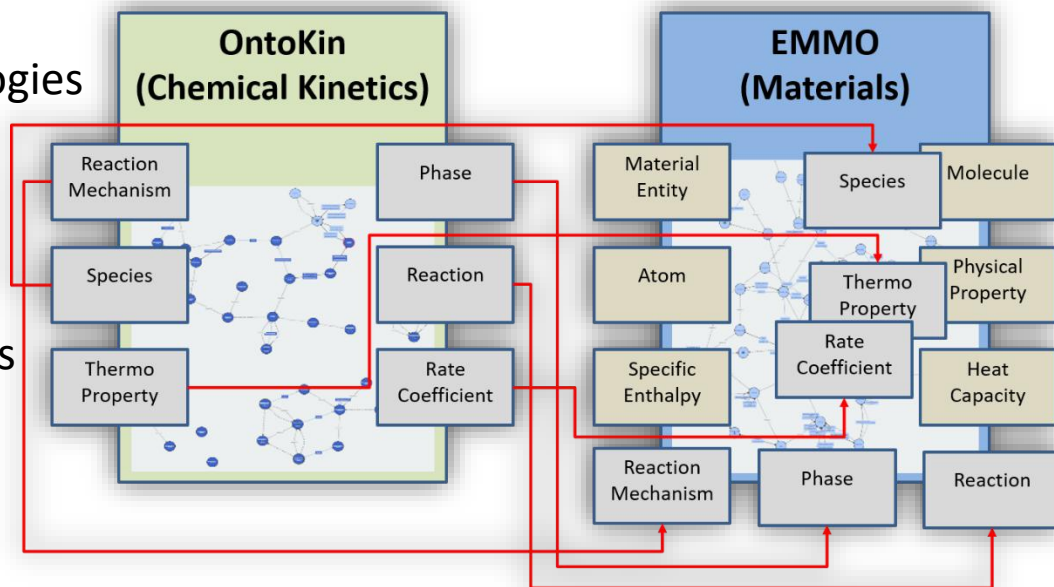 ogies
s
OntoKin
(Chemical Kinetics)
Reaction
Mechanism
Phase
Species
Reaction
Thermo
Property
Rate
Coefficient
EMMO
(Materials)
Material
Entity
Species
Molecule
Atom
Thermo
Property
Physical
Property
Specific
Enthalpy
Rate
Coefficient
Heat
Capacity
Reaction
Mechanism
Phase
Reaction